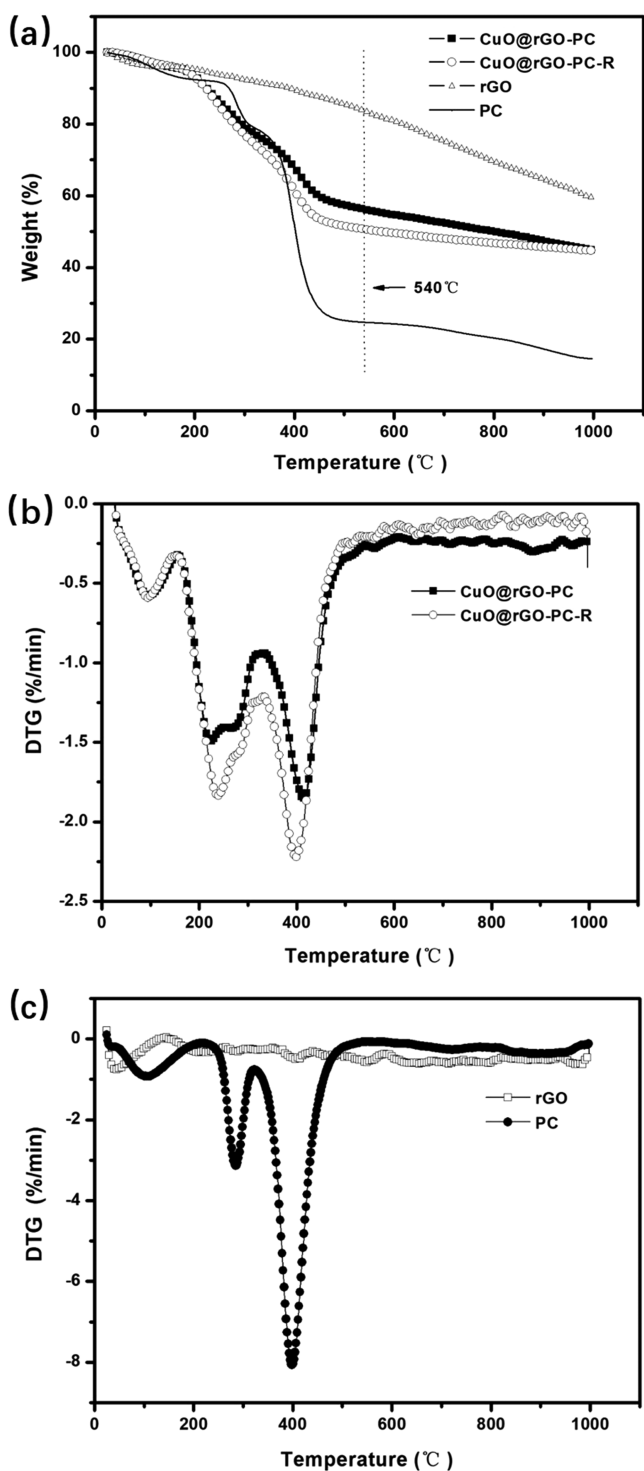 (a)
100
80
60
40
20
0
Weight (%)
CuO@rGO-PC
CuO@rGO-PC-R
rGO
PC
540℃
0
200
400
600
800
1000
Temperature (℃)
(b)
0.0
-0.5
-1.0
-1.5
-2.0
-2.5
DTG (%/min)
CuO@rGO-PC
CuO@rGO-PC-R
0
200
400
600
800
1000
Temperature (℃)
(c)
0
-2
-4
-6
-8
DTG (%/min)
rGO
PC
0
200
400
600
800
1000
Temperature (℃)